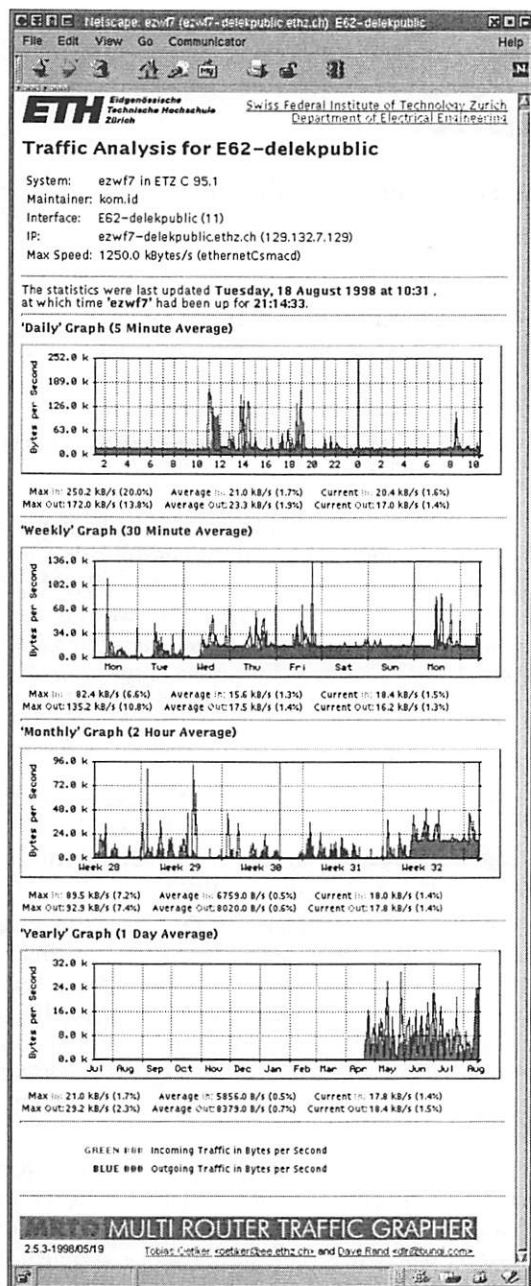 Netscape: ezwf7 (ezwf7-delekpublic.ethz.ch) E62-delekpublic
File Edit View Go Communicator Help
ETH Eidgenössische Technische Hochschule Zürich
Swiss Federal Institute of Technology Zurich
Department of Electrical Engineering
Traffic Analysis for E62-delekpublic
System: ezwf7 in ETZ C 95.1
Maintainer: kom.id
Interface: E62-delekpublic (11)
IP: ezwf7-delekpublic.ethz.ch (129.132.7.129)
Max Speed: 1250.0 kBytes/s (ethernetCsmacd)
The statistics were last updated Tuesday, 18 August 1998 at 10:31 ,
at which time 'ezwf7' had been up for 21:14:33.
'Daily' Graph (5 Minute Average)
Bytes per Second
252.0 k
189.0 k
126.0 k
63.0 k
0.0 k
2 4 6 8 10 12 14 16 18 20 22 0 2 4 6 8 10
Max In: 250.2 kB/s (20.0%) Average In: 21.0 kB/s (1.7%) Current In: 20.4 kB/s (1.6%)
Max Out: 172.0 kB/s (13.8%) Average Out: 23.3 kB/s (1.9%) Current Out: 17.0 kB/s (1.4%)
'Weekly' Graph (30 Minute Average)
Bytes per Second
136.0 k
102.0 k
68.0 k
34.0 k
0.0 k
Mon Tue Wed Thu Fri Sat Sun Mon
Max In: 82.4 kB/s (6.6%) Average In: 15.6 kB/s (1.3%) Current In: 18.4 kB/s (1.5%)
Max Out: 135.2 kB/s (10.8%) Average Out: 17.5 kB/s (1.4%) Current Out: 16.2 kB/s (1.3%)
'Monthly' Graph (2 Hour Average)
Bytes per Second
96.0 k
72.0 k
48.0 k
24.0 k
0.0 k
Week 28 Week 29 Week 30 Week 31 Week 32
Max In: 89.5 kB/s (7.2%) Average In: 6759.0 B/s (0.5%) Current In: 18.0 kB/s (1.4%)
Max Out: 92.9 kB/s (7.4%) Average Out: 8020.0 B/s (0.6%) Current Out: 17.8 kB/s (1.4%)
'Yearly' Graph (1 Day Average)
Bytes per Second
32.0 k
24.0 k
16.0 k
8.0 k
0.0 k
Jul Aug Sep Oct Nov Dec Jan Feb Mar Apr May Jun Jul Aug
Max In: 21.0 kB/s (1.7%) Average In: 5856.0 B/s (0.5%) Current In: 17.8 kB/s (1.4%)
Max Out: 29.2 kB/s (2.3%) Average Out: 8379.0 B/s (0.7%) Current Out: 18.4 kB/s (1.5%)
GREEN ### Incoming Traffic in Bytes per Second
BLUE ### Outgoing Traffic in Bytes per Second
MRTG MULTI ROUTER TRAFFIC GRAPHER
2.5.3-1998/05/19 Tobias Oetiker <oetiker@ee.ethz.ch> and Dave Rand <dlr@bungi.com>